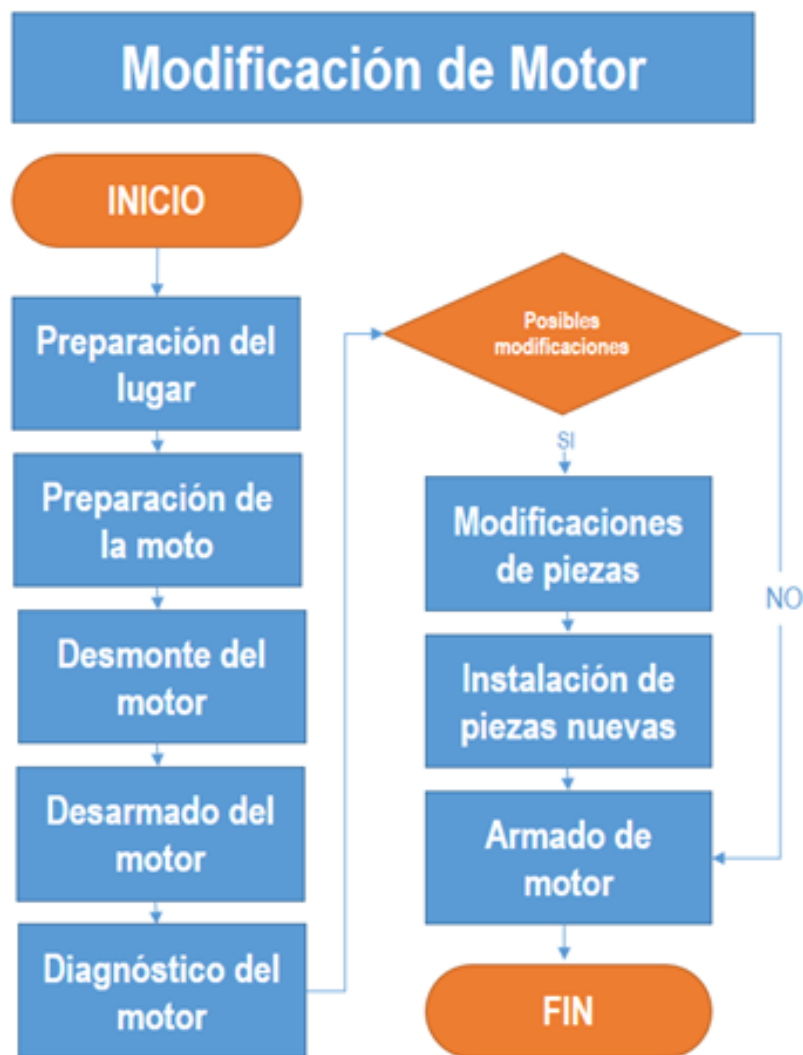 Modificación de Motor
INICIO
Preparación del
lugar
Preparación de
la moto
Desmonte del
motor
Desarmado del
motor
Diagnóstico del
motor
Posibles
modificaciones
SI
NO
Modificaciones
de piezas
Instalación de
piezas nuevas
Armado de
motor
FIN